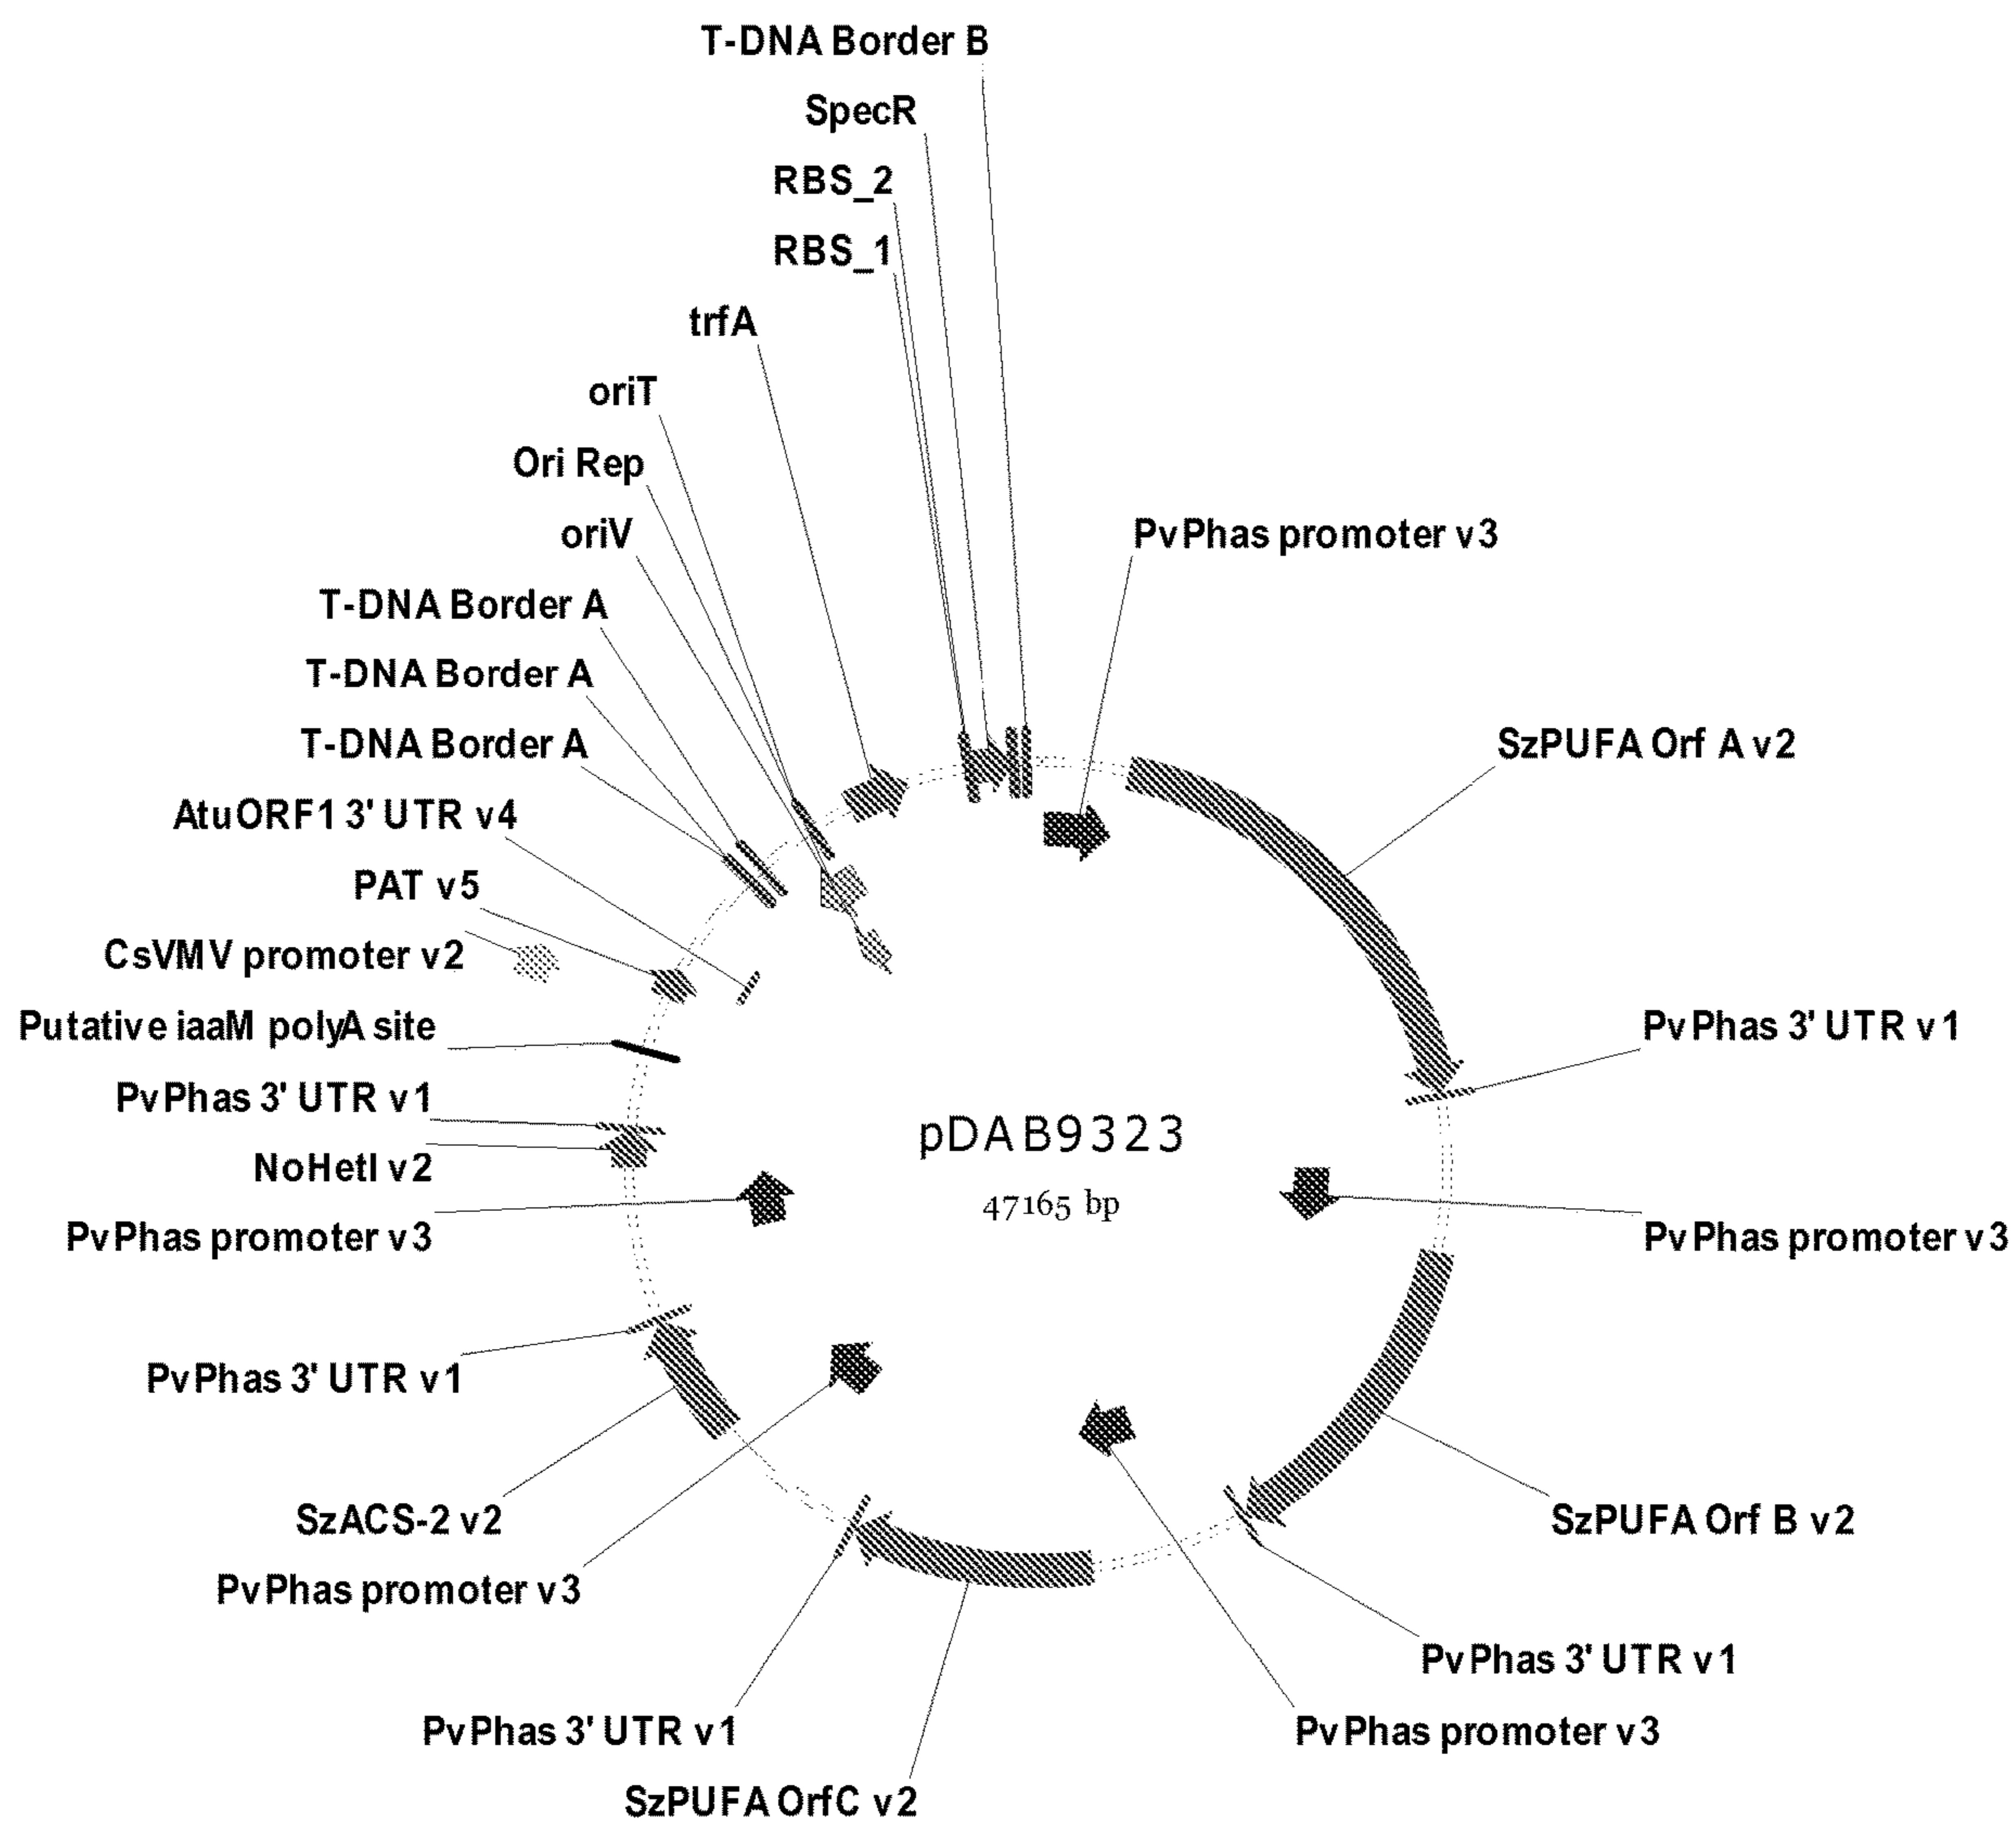 T-DNA Border B
SpecR
RBS_2
RBS_1
trfA
oriT
Ori Rep
oriV
PvPhas promoter v3
T-DNA Border A
T-DNA Border A
T-DNA Border A
SzPUFA Orf A v2
AtuORF1 3' UTR v4
PAT v5
CsVMV promoter v2
Putative iaaM polyA site
PvPhas 3' UTR v1
PvPhas 3' UTR v1
pDAB9323
NoHetI v2
47165 bp
PvPhas promoter v3
PvPhas promoter v3
PvPhas 3' UTR v1
SzACS-2 v2
SzPUFA Orf B v2
PvPhas promoter v3
PvPhas 3' UTR v1
PvPhas 3' UTR v1
PvPhas promoter v3
SzPUFA OrfC v2